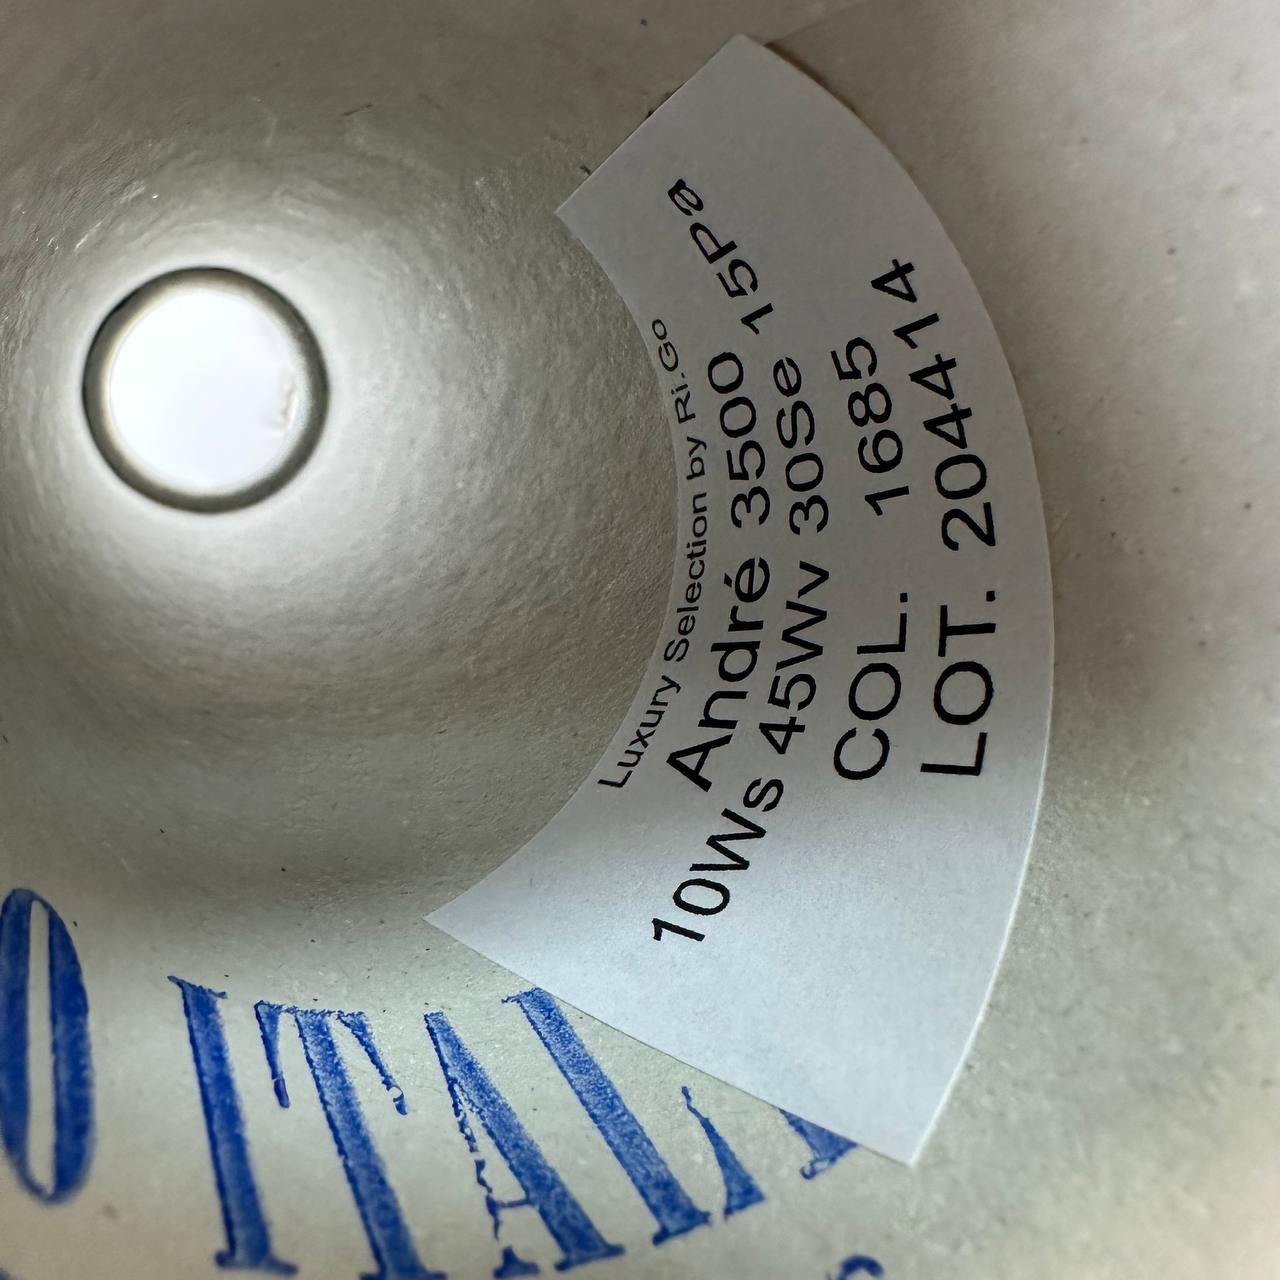 Luxury Selection by Ri.Go
André 3500
10Ws 45Wv 30Se 15Pa
COL. 1685
LOT. 204414